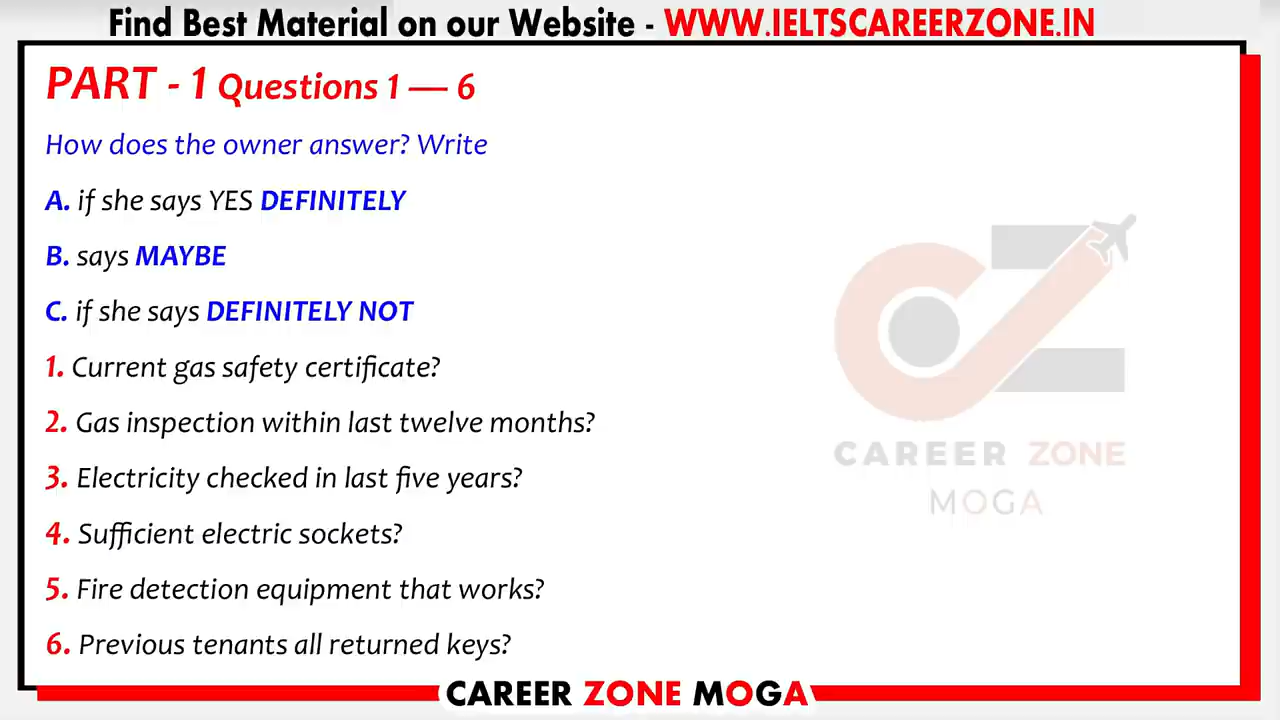 Find Best Material on our Website - WWW.IELTSCAREERZONE.IN
PART - 1 Questions 1 — 6
How does the owner answer? Write
A. if she says YES DEFINITELY
B. says MAYBE
C. if she says DEFINITELY NOT
1. Current gas safety certificate?
2. Gas inspection within last twelve months?
3. Electricity checked in last five years?
4. Sufficient electric sockets?
5. Fire detection equipment that works?
6. Previous tenants all returned keys?
CAREER ZONE
MOGA
CAREER ZONE MOGA